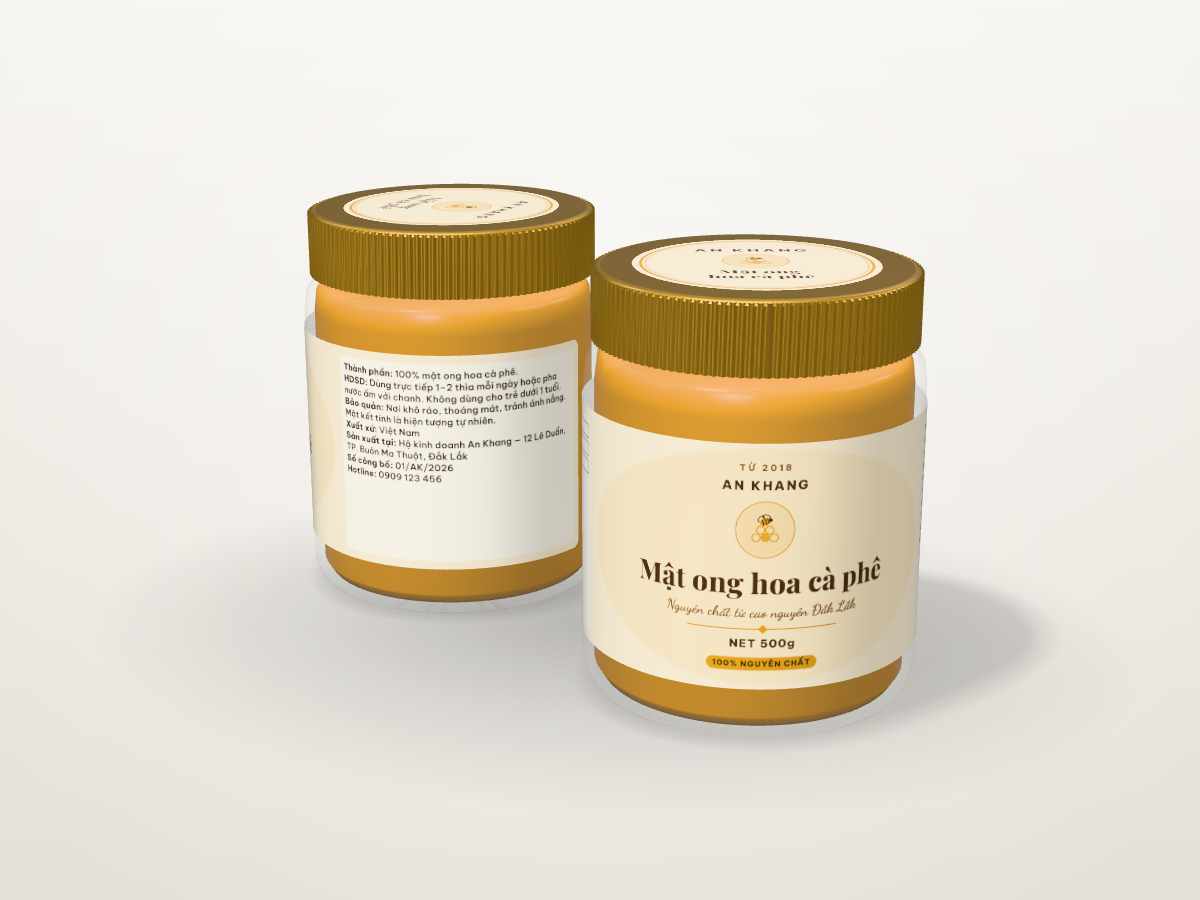 Thành phần: 100% mật ong hoa cà phê.
HDSD: Dùng trực tiếp 1–2 thìa mỗi ngày hoặc pha
nước ấm với chanh. Không dùng cho trẻ dưới 1 tuổi.
Bảo quản: Nơi khô ráo, thoáng mát, tránh ánh nắng.
Mật kết tinh là hiện tượng tự nhiên.
Xuất xứ: Việt Nam
Sản xuất tại: Hộ kinh doanh An Khang – 12 Lê Duẩn,
TP. Buôn Ma Thuột, Đắk Lắk
Số công bố: 01/AK/2026
Hotline: 0909 123 456
AN KHANG
AN KHANG
Mật ong
hoa cà phê
TỪ 2018
AN KHANG
Mật ong hoa cà phê
Nguyên chất từ cao nguyên Đắk Lắk
NET 500g
100% NGUYÊN CHẤT